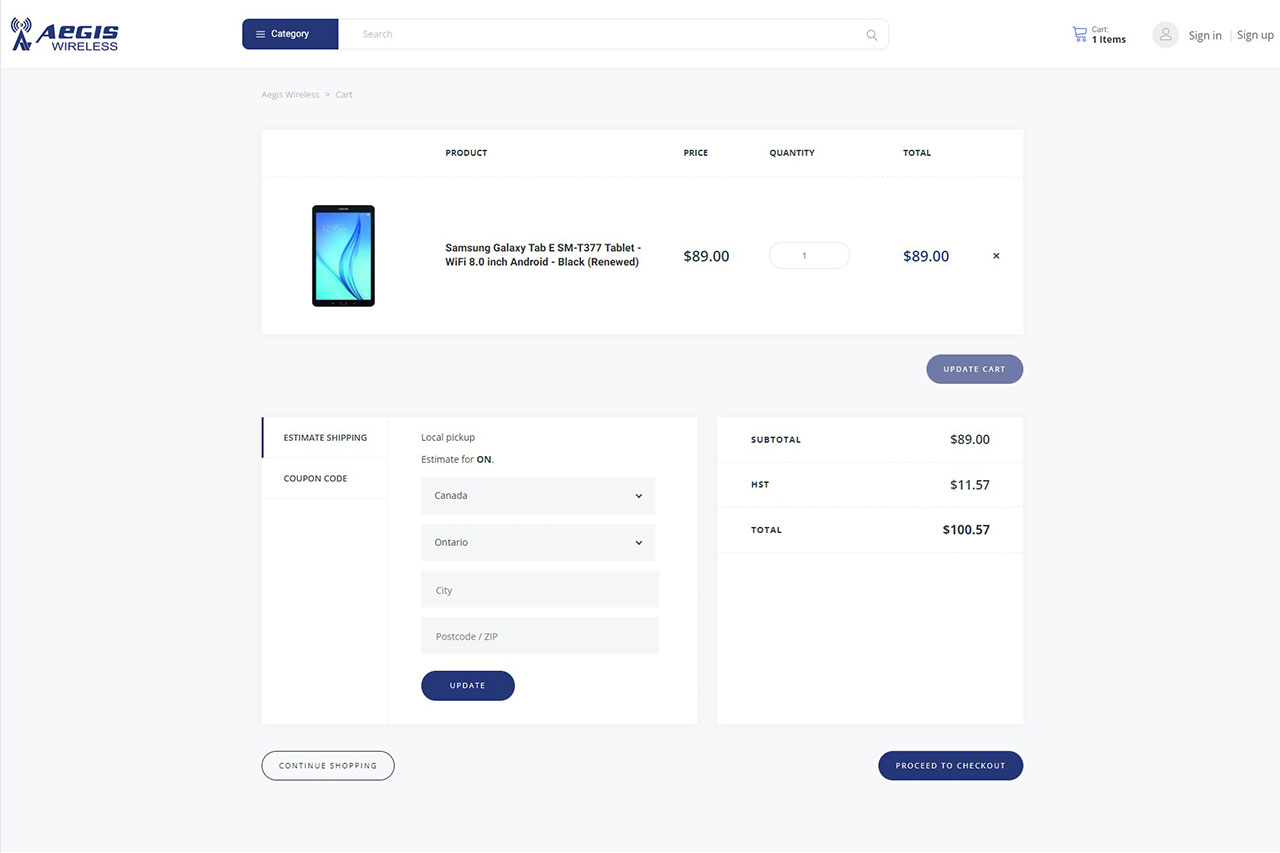 AEGIS
WIRELESS
Category
Search
Cart:
1 Items
Sign in | Sign up
Aegis Wireless > Cart
PRODUCT PRICE QUANTITY TOTAL
Samsung Galaxy Tab E SM-T377 Tablet -
WiFi 8.0 inch Android - Black (Renewed)
$89.00 1 $89.00 ×
UPDATE CART
ESTIMATE SHIPPING
COUPON CODE
Local pickup
Estimate for ON.
Canada
Ontario
City
Postcode / ZIP
UPDATE
SUBTOTAL $89.00
HST $11.57
TOTAL $100.57
CONTINUE SHOPPING
PROCEED TO CHECKOUT